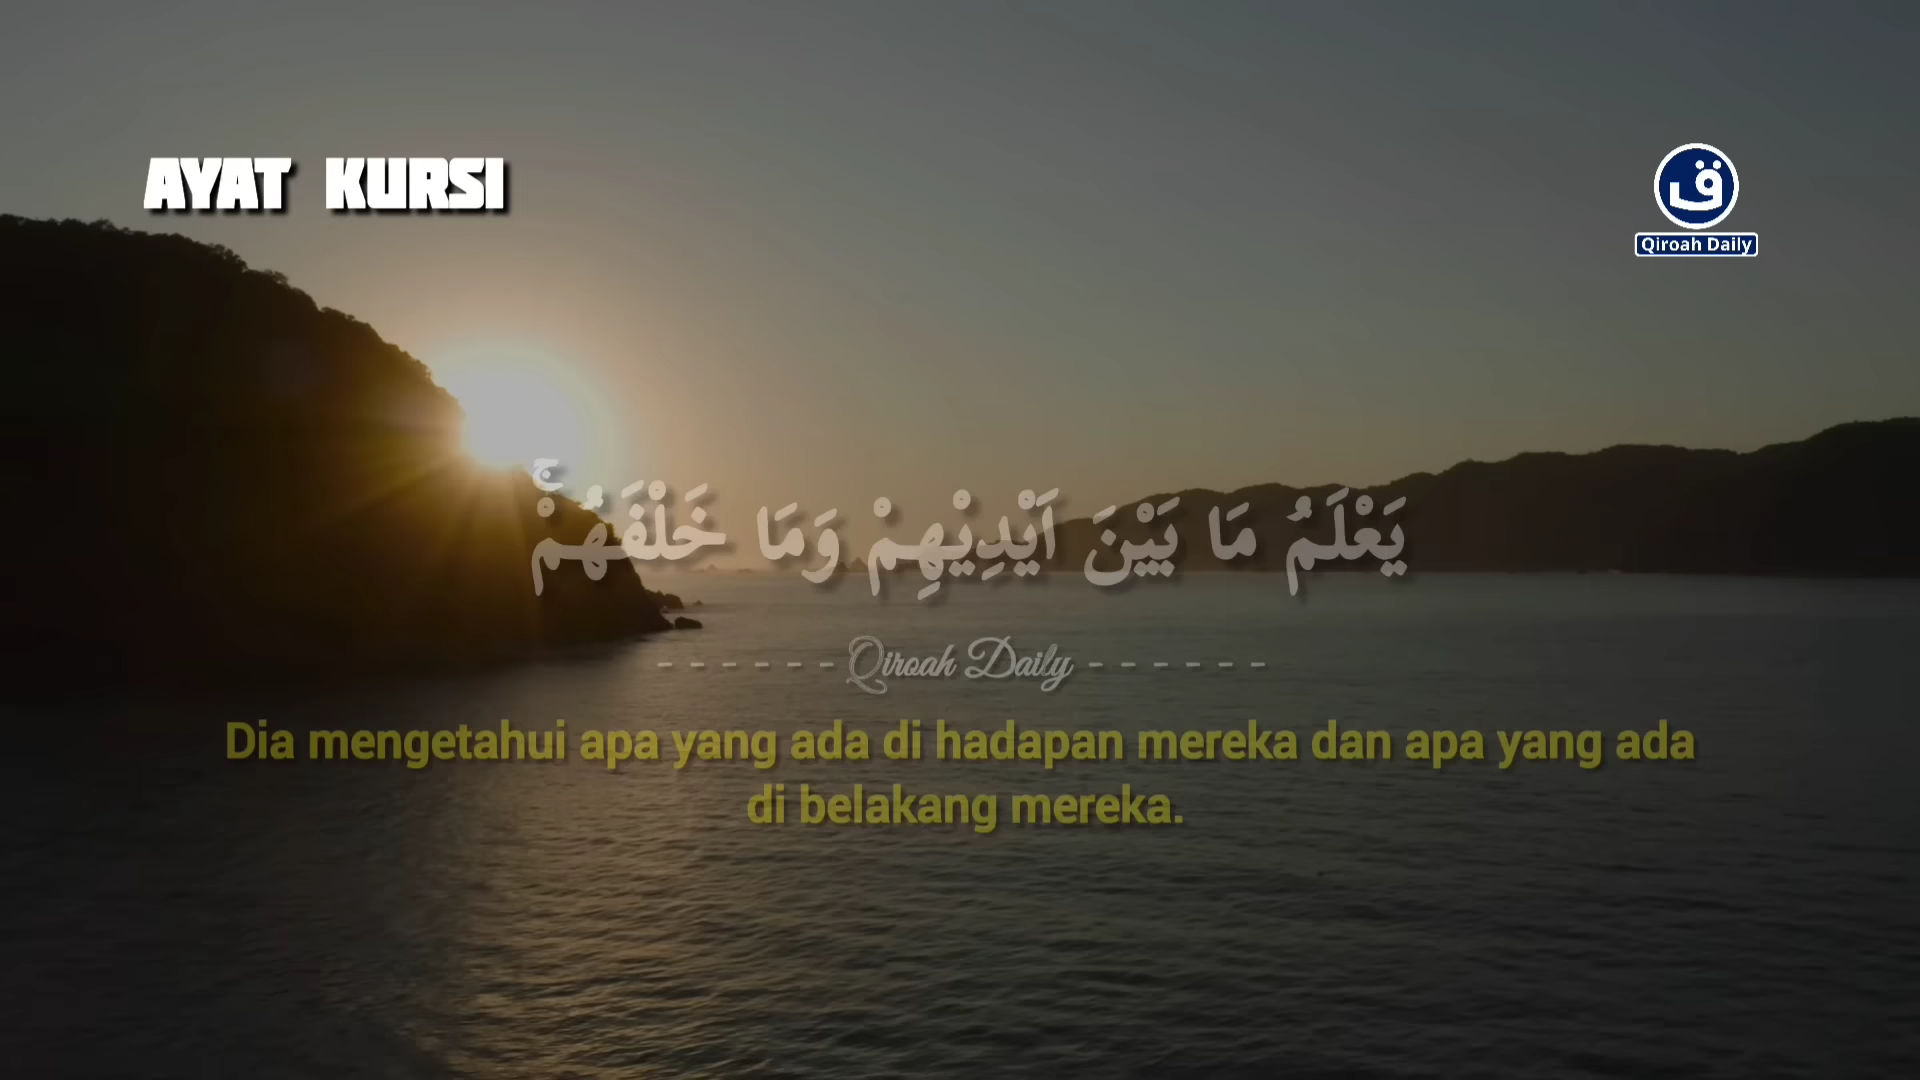 AYAT KURSI
ق
Qiroah Daily
يَعْلَمُ مَا بَيْنَ اَيْدِيْهِمْ وَمَا خَلْفَهُمْۚ
------Qiroah Daily------
Dia mengetahui apa yang ada di hadapan mereka dan apa yang ada
di belakang mereka.